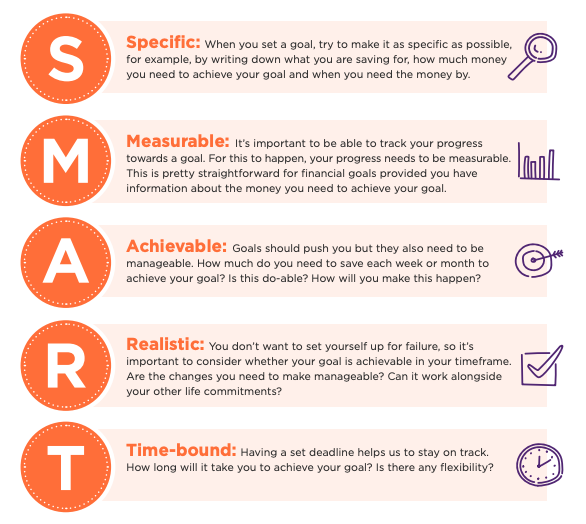 S
Specific: When you set a goal, try to make it as specific as possible,
for example, by writing down what you are saving for, how much money
you need to achieve your goal and when you need the money by.
M
Measurable: It’s important to be able to track your progress
towards a goal. For this to happen, your progress needs to be measurable.
This is pretty straightforward for financial goals provided you have
information about the money you need to achieve your goal.
A
Achievable: Goals should push you but they also need to be
manageable. How much do you need to save each week or month to
achieve your goal? Is this do-able? How will you make this happen?
R
Realistic: You don’t want to set yourself up for failure, so it’s
important to consider whether your goal is achievable in your timeframe.
Are the changes you need to make manageable? Can it work alongside
your other life commitments?
T
Time-bound: Having a set deadline helps us to stay on track.
How long will it take you to achieve your goal? Is there any flexibility?